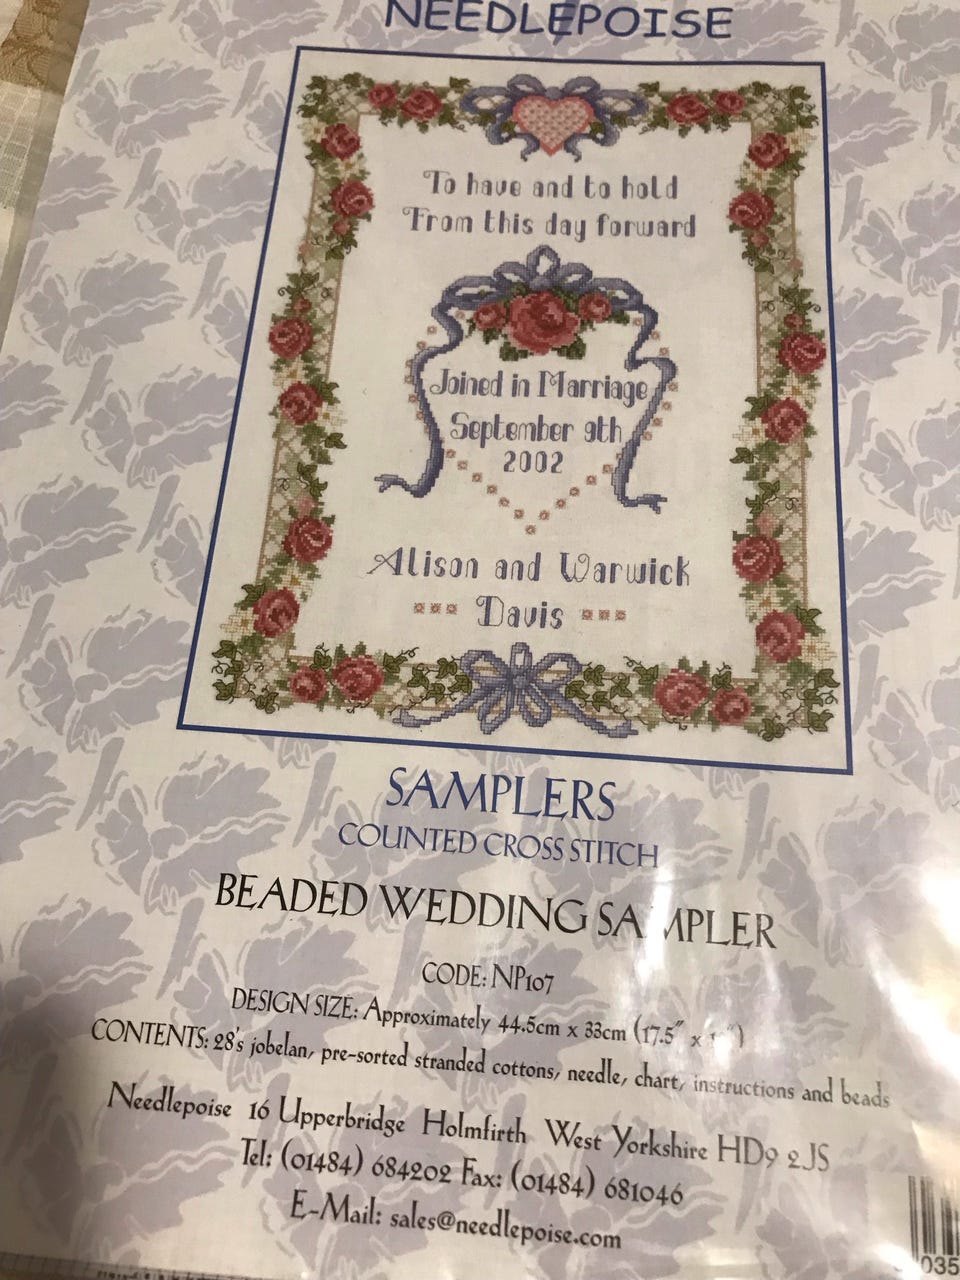 NEEDLEPOISE
To have and to hold
From this day forward
Joined in Marriage
September 9th
2002
Alison and Warwick
Davis
SAMPLERS
COUNTED CROSS STITCH
BEADED WEDDING SAMPLER
CODE: NP107
DESIGN SIZE: Approximately 44.5cm x 33cm (17.5" x
CONTENTS: 28's jobelan, pre-sorted stranded cottons, needle, chart, instructions and beads
Needlepoise 16 Upperbridge Holmfirth West Yorkshire HD9 2JS
Tel: (01484) 684202 Fax: (01484) 681046
E-Mail: sales@needlepoise.com
035